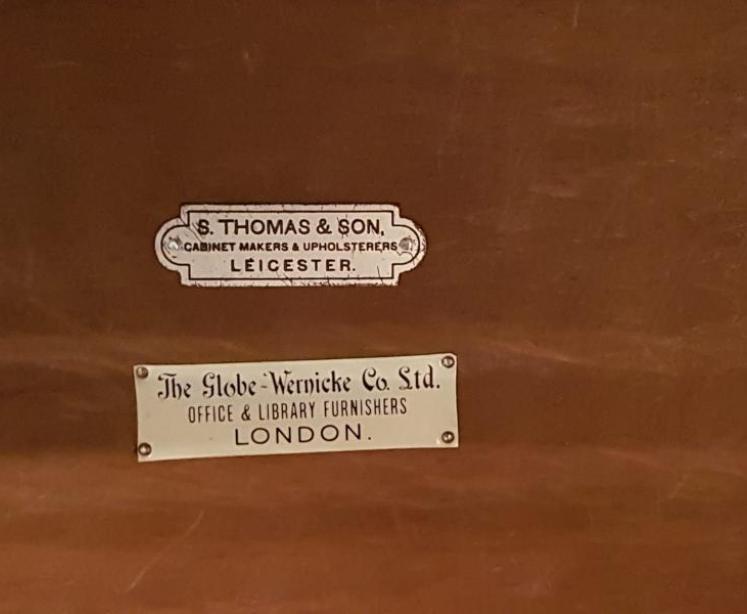 S. THOMAS & SON,
CABINET MAKERS & UPHOLSTERERS
LEICESTER.
The Globe-Wernicke Co. Ltd.
OFFICE & LIBRARY FURNISHERS
LONDON.